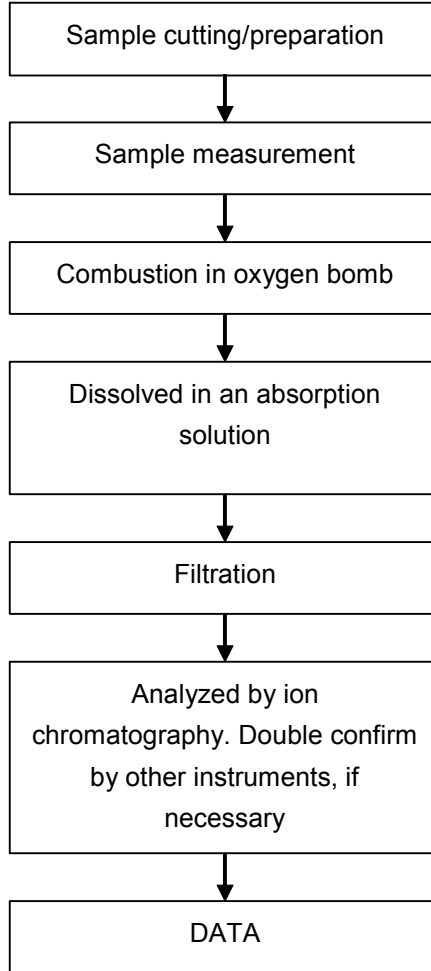 Sample cutting/preparation
Sample measurement
Combustion in oxygen bomb
Dissolved in an absorption
solution
Filtration
Analyzed by ion
chromatography. Double confirm
by other instruments, if
necessary
DATA